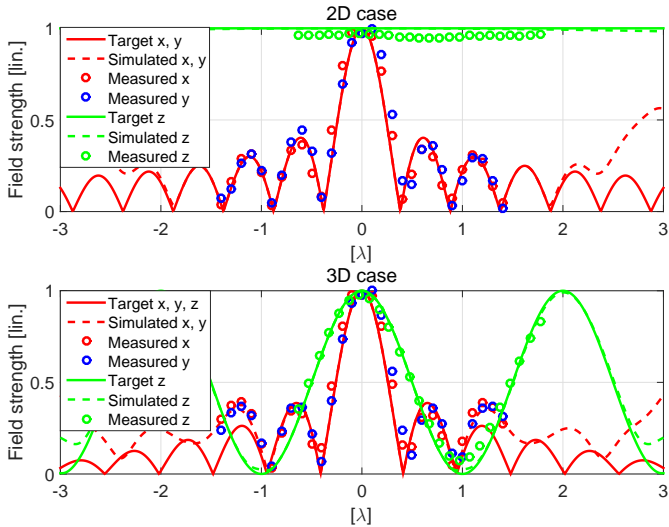 2D case
Field strength [lin.]
1
0.5
0
Target x, y
Simulated x, y
Measured x
Measured y
Target z
Simulated z
Measured z
-3 -2 -1 0 1 2 3
[λ]
3D case
Field strength [lin.]
1
0.5
0
Target x, y, z
Simulated x, y
Measured x
Measured y
Target z
Simulated z
Measured z
-3 -2 -1 0 1 2 3
[λ]